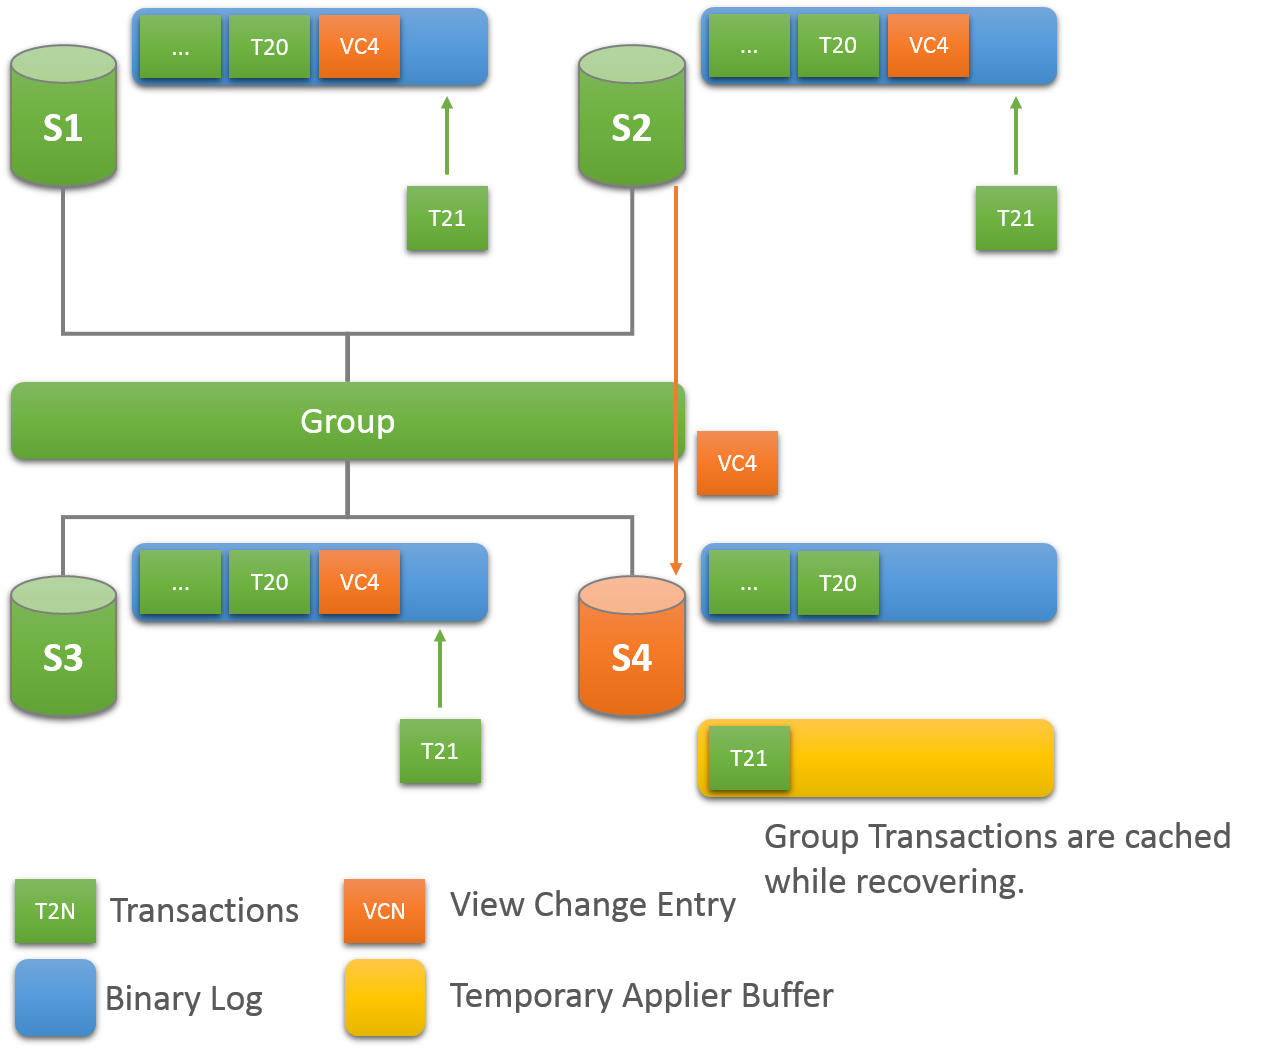 ... T20 VC4
... T20 VC4
S1
S2
T21
T21
Group
VC4
... T20 VC4
... T20
S3
S4
T21
T21
Group Transactions are cached
while recovering.
T2N Transactions
VCN View Change Entry
Binary Log
Temporary Applier Buffer